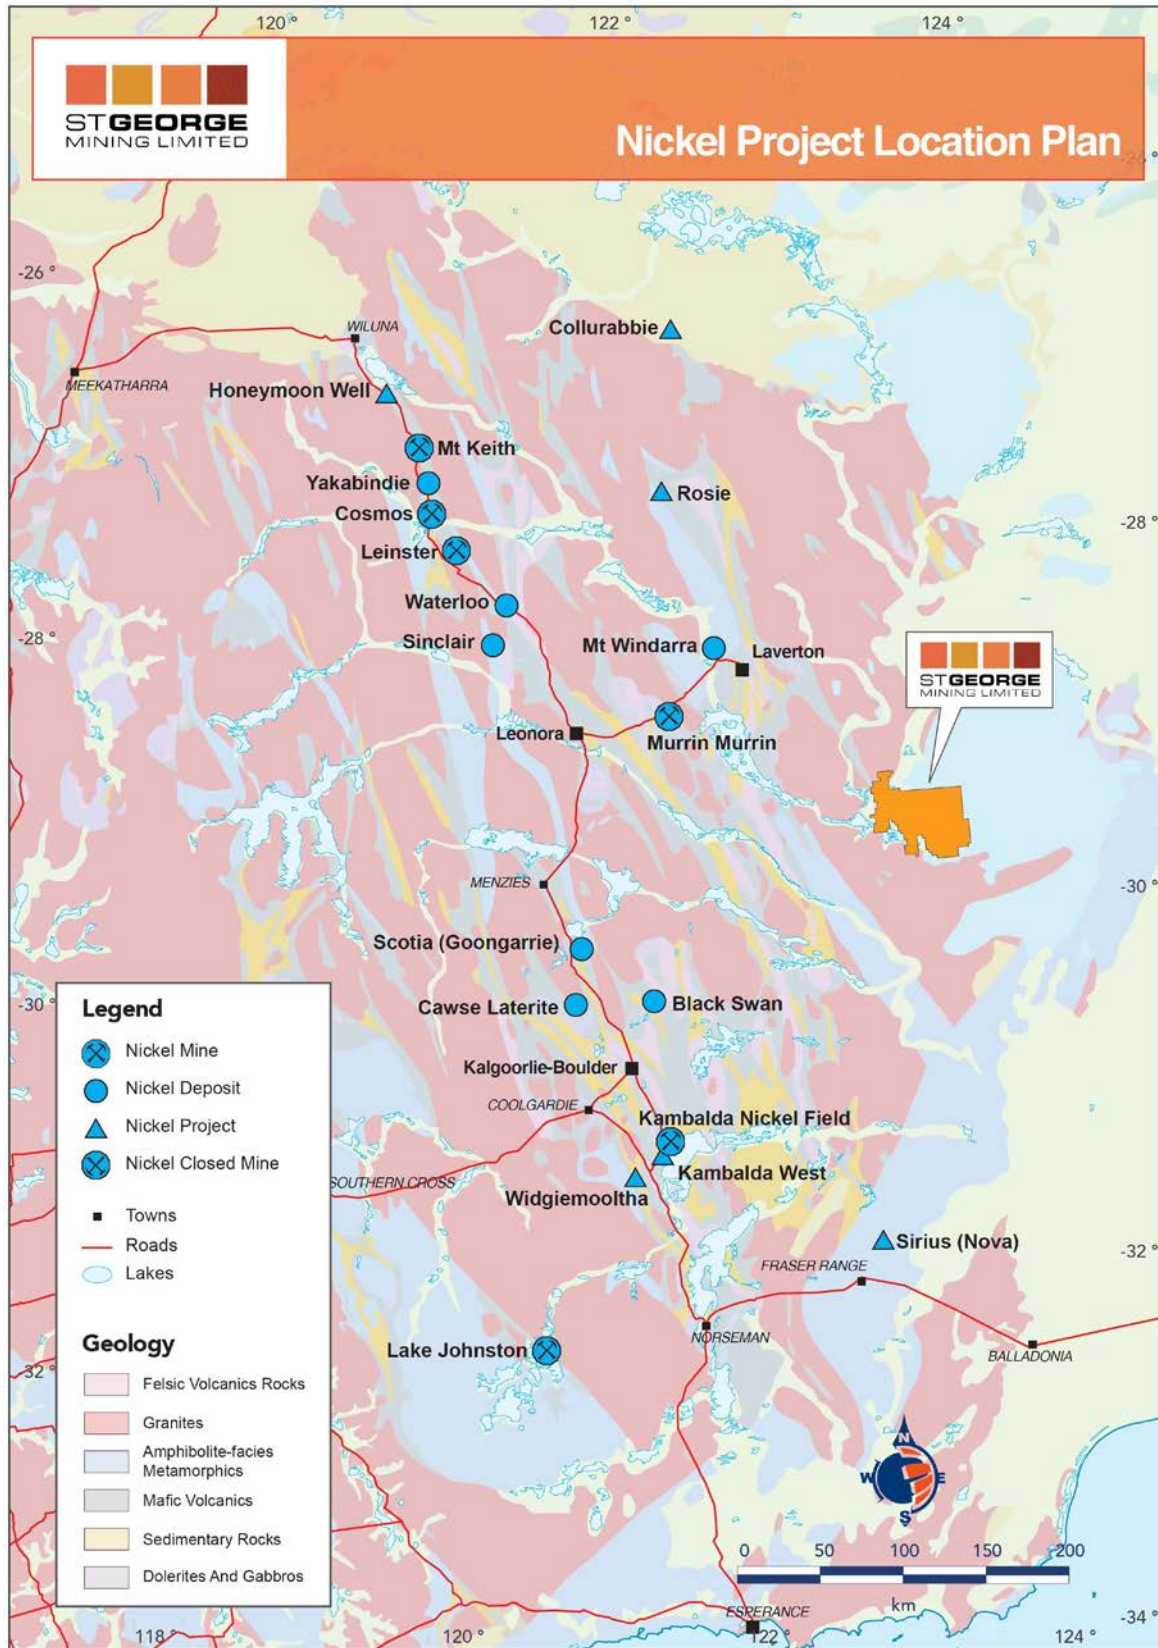 120 °
122 °
124 °
STGEORGE
MINING LIMITED
Nickel Project Location Plan
-26 °
-26 °
WILUNA
MEEKATHARRA
Collurabbie
Honeymoon Well
Mt Keith
Yakabindie
Rosie
Cosmos
-28 °
Leinster
Waterloo
-28 °
Sinclair
Mt Windarra
Laverton
STGEORGE
MINING LIMITED
Leonora
Murrin Murrin
MENZIES
-30 °
Scotia (Goongarrie)
-30 °
Cawse Laterite
Black Swan
Kalgoorlie-Boulder
COOLGARDIE
Kambalda Nickel Field
Kambalda West
SOUTHERN CROSS
Widgiemooltha
Sirius (Nova)
-32 °
FRASER RANGE
NORSEMAN
Lake Johnston
BALLADONIA
-32 °
Legend
Nickel Mine
Nickel Deposit
Nickel Project
Nickel Closed Mine
Towns
Roads
Lakes
Geology
Felsic Volcanics Rocks
Granites
Amphibolite-facies
Metamorphics
Mafic Volcanics
Sedimentary Rocks
Dolerites And Gabbros
N
W
E
S
0 50 100 150 200
km
ESPERANCE
-34 °
118 °
120 °
122 °
124 °